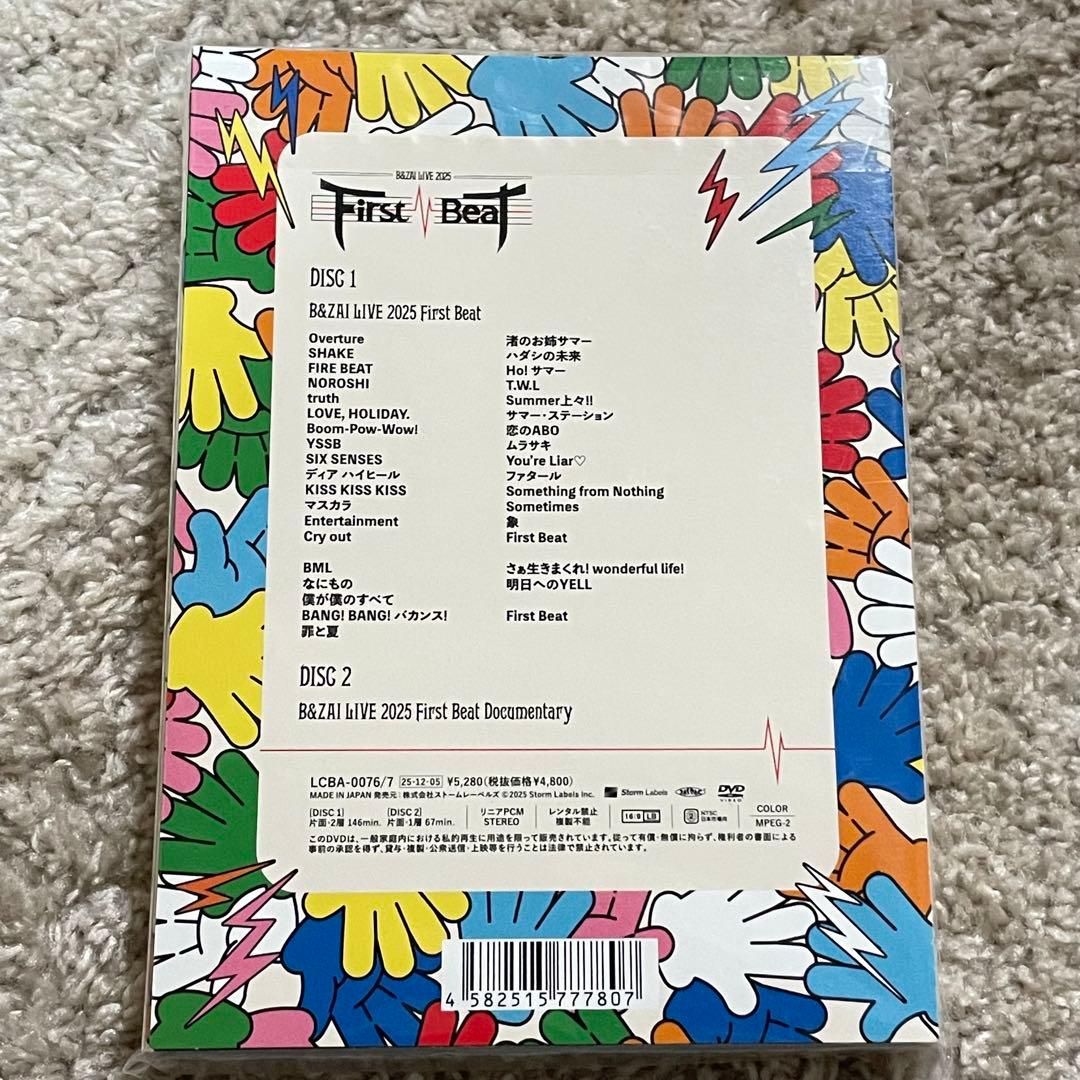 B&ZAI LIVE 2025
First Beat
DISC 1
B&ZAI LIVE 2025 First Beat
Overture
SHAKE
FIRE BEAT
NOROSHI
truth
LOVE, HOLIDAY.
Boom-Pow-Wow!
YSSB
SIX SENSES
ディア ハイヒール
KISS KISS KISS
マスカラ
Entertainment
Cry out
BML
なにもの
僕が僕のすべて
BANG! BANG! バカンス!
罪と夏
渚のお姉サマー
ハダシの未来
Ho! サマー
T.W.L
Summer上々!!
サマー・ステーション
恋のABO
ムラサキ
You're Liar♡
ファタール
Something from Nothing
Sometimes
象
First Beat
さぁ生きまくれ! wonderful life!
明日へのYELL
First Beat
DISC 2
B&ZAI LIVE 2025 First Beat Documentary
LCBA-0076/7 25-12-05 ¥5,280(税抜価格¥4,800)
MADE IN JAPAN 発売元:株式会社ストームレーベルズ ©2025 Storm Labels Inc. Storm Labels DVD VIDEO
[DISC 1] 片面・2層 146min.
[DISC 2] 片面・1層 67min.
リニアPCM STEREO
レンタル禁止 複製不能
16:9 LB
2 NTSC 日本市場用
COLOR MPEG-2
このDVDは、一般家庭内における私的再生に用途を限って販売されています。従って有償・無償に拘らず、権利者の書面による
事前の承認を得ず、貸与・複製・公衆送信・上映等を行うことは法律で禁止されています。
4 582515 777807